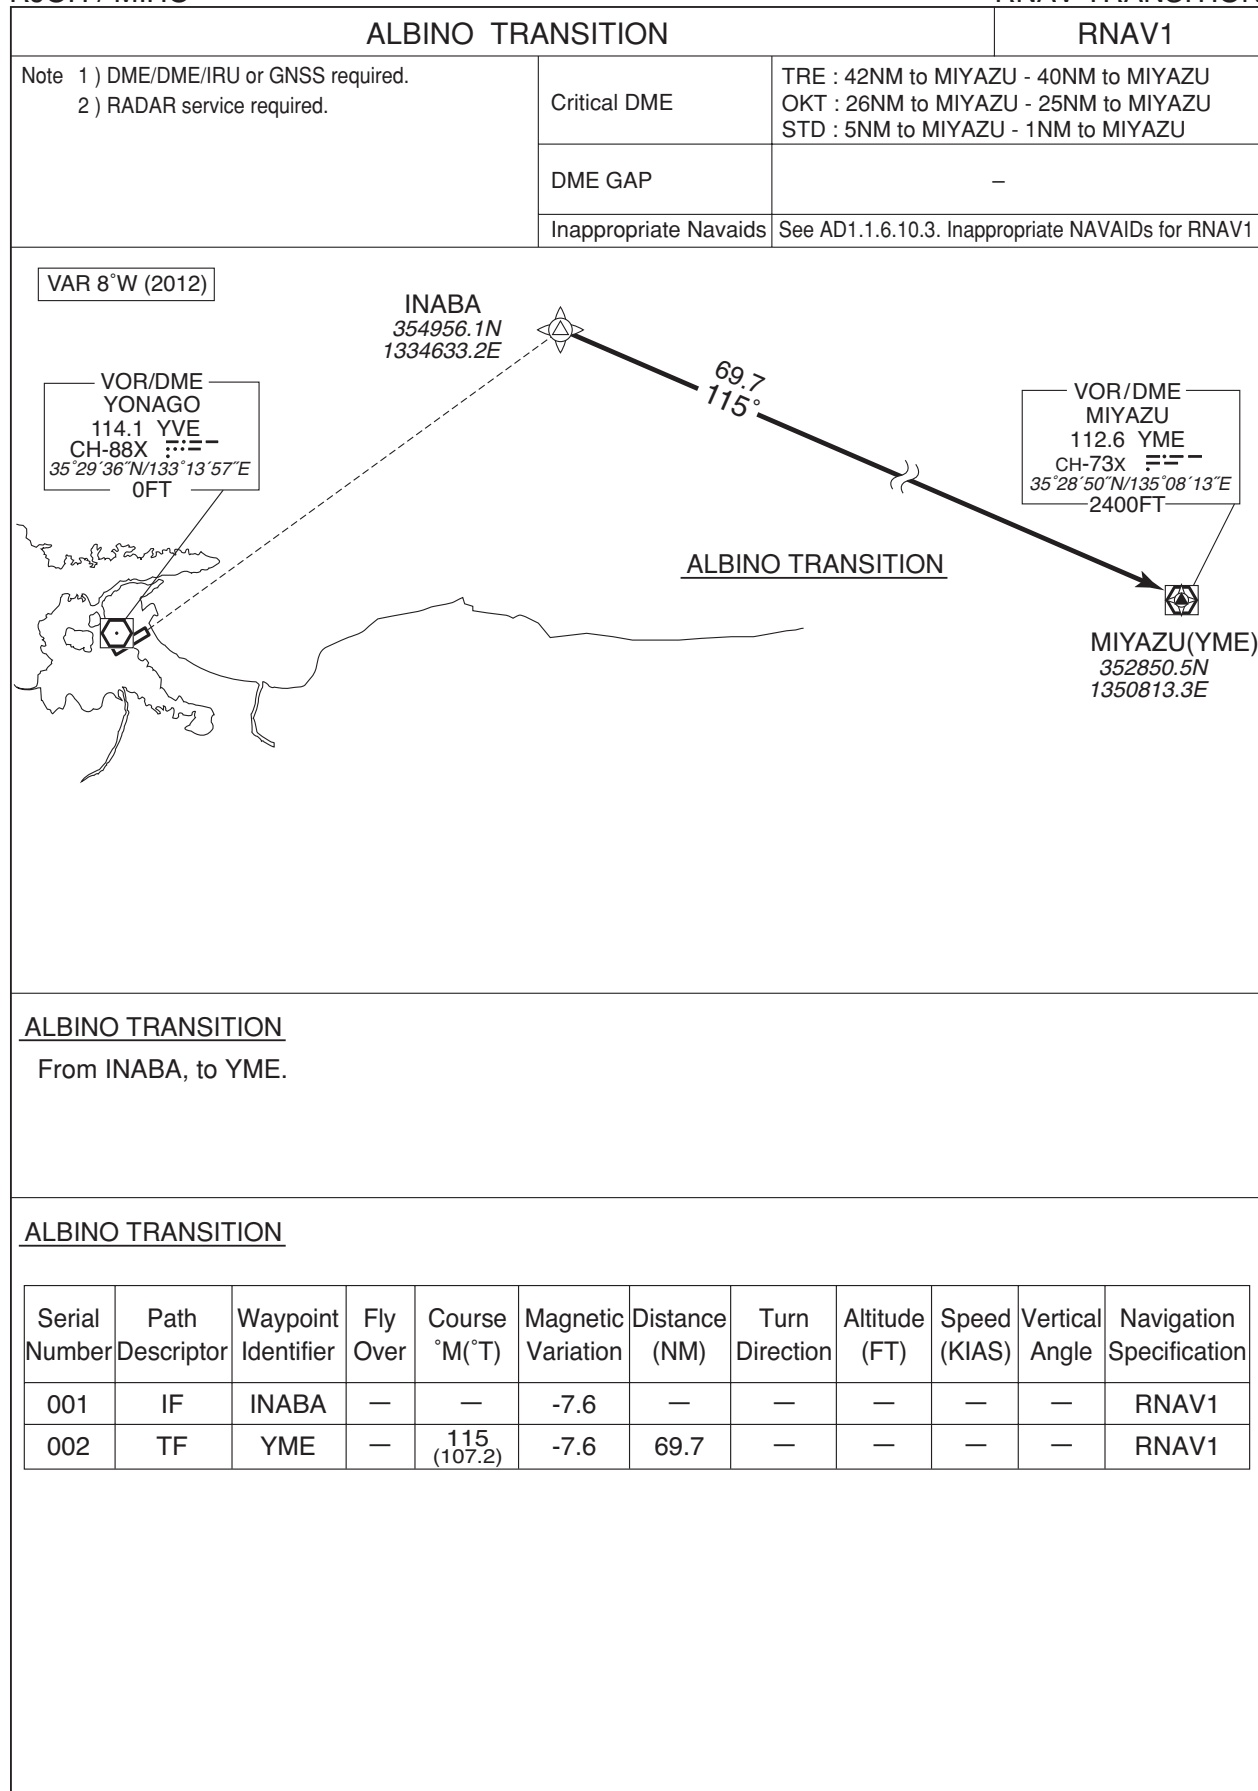 ALBINO TRANSITION
RNAV1
Note 1 ) DME/DME/IRU or GNSS required.
2 ) RADAR service required.
Critical DME
TRE : 42NM to MIYAZU - 40NM to MIYAZU
OKT : 26NM to MIYAZU - 25NM to MIYAZU
STD : 5NM to MIYAZU - 1NM to MIYAZU
DME GAP
–
Inappropriate Navaids
See AD1.1.6.10.3. Inappropriate NAVAIDs for RNAV1
VAR 8˚W (2012)
INABA
354956.1N
1334633.2E
69.7
115˚
VOR/DME
YONAGO
114.1 YVE
CH-88X
35˚29´36˝N/133˚13´57˝E
0FT
VOR/DME
MIYAZU
112.6 YME
CH-73X
35˚28´50˝N/135˚08´13˝E
2400FT
ALBINO TRANSITION
MIYAZU(YME)
352850.5N
1350813.3E
ALBINO TRANSITION
From INABA, to YME.
ALBINO TRANSITION
Serial Number Path Descriptor Waypoint Identifier Fly Over Course ˚M(˚T) Magnetic Variation Distance (NM) Turn Direction Altitude (FT) Speed (KIAS) Vertical Angle Navigation Specification
001 IF INABA — — -7.6 — — — — — RNAV1
002 TF YME — 115 (107.2) -7.6 69.7 — — — — RNAV1